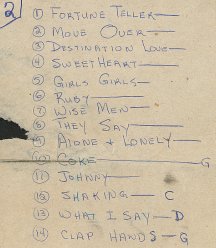 2
① FORTUNE TELLER—
② MOVE OVER—
③ DESTINATION LOVE—
④ SWEETHEART—
⑤ GIRLS GIRLS—
⑥ RUBY—
⑦ WISE MEN—
⑧ THEY SAY—
⑨ ALONE & LONELY—
⑩ COKE—G
⑪ JOHNNY—
⑫ SHAKING—C
⑬ WHAT I SAY—D
⑭ CLAP HANDS—G